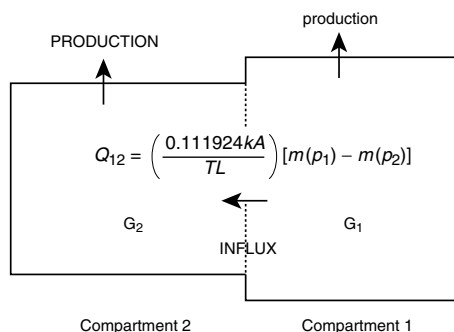 PRODUCTION
production
Q12 = (0.111924kA / TL) [m(p1) − m(p2)]
G2
INFLUX
G1
Compartment 2
Compartment 1